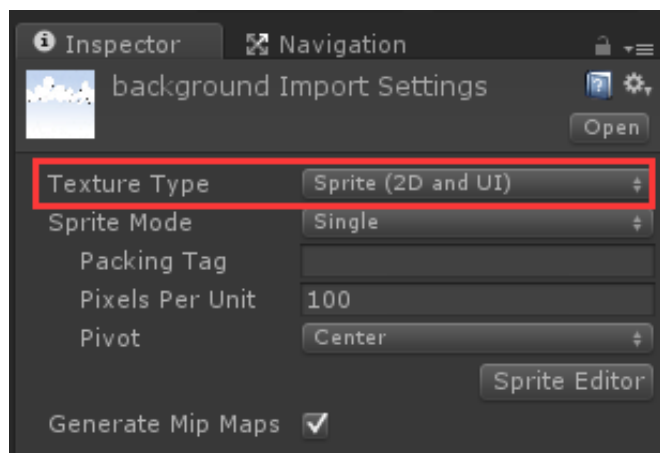 Inspector Navigation
background Import Settings
Open
Texture Type Sprite (2D and UI)
Sprite Mode Single
Packing Tag
Pixels Per Unit 100
Pivot Center
Sprite Editor
Generate Mip Maps